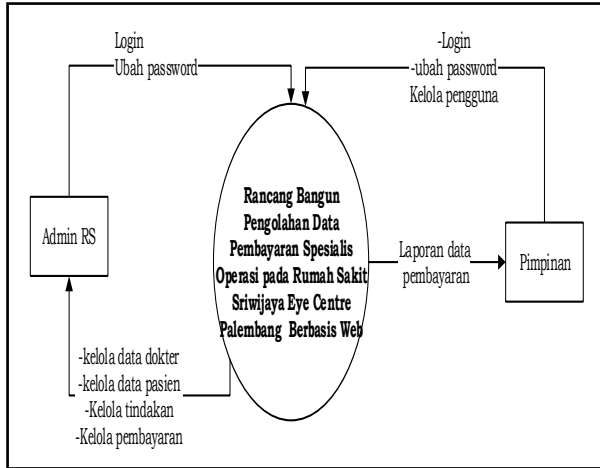 Login
Ubah password
-Login
-ubah password
Kelola pengguna
Admin RS
Rancang Bangun
Pengolahan Data
Pembayaran Spesialis
Operasi pada Rumah Sakit
Sriwijaya Eye Centre
Palembang Berbasis Web
Laporan data
pembayaran
Pimpinan
-kelola data dokter
-kelola data pasien
-Kelola tindakan
-Kelola pembayaran